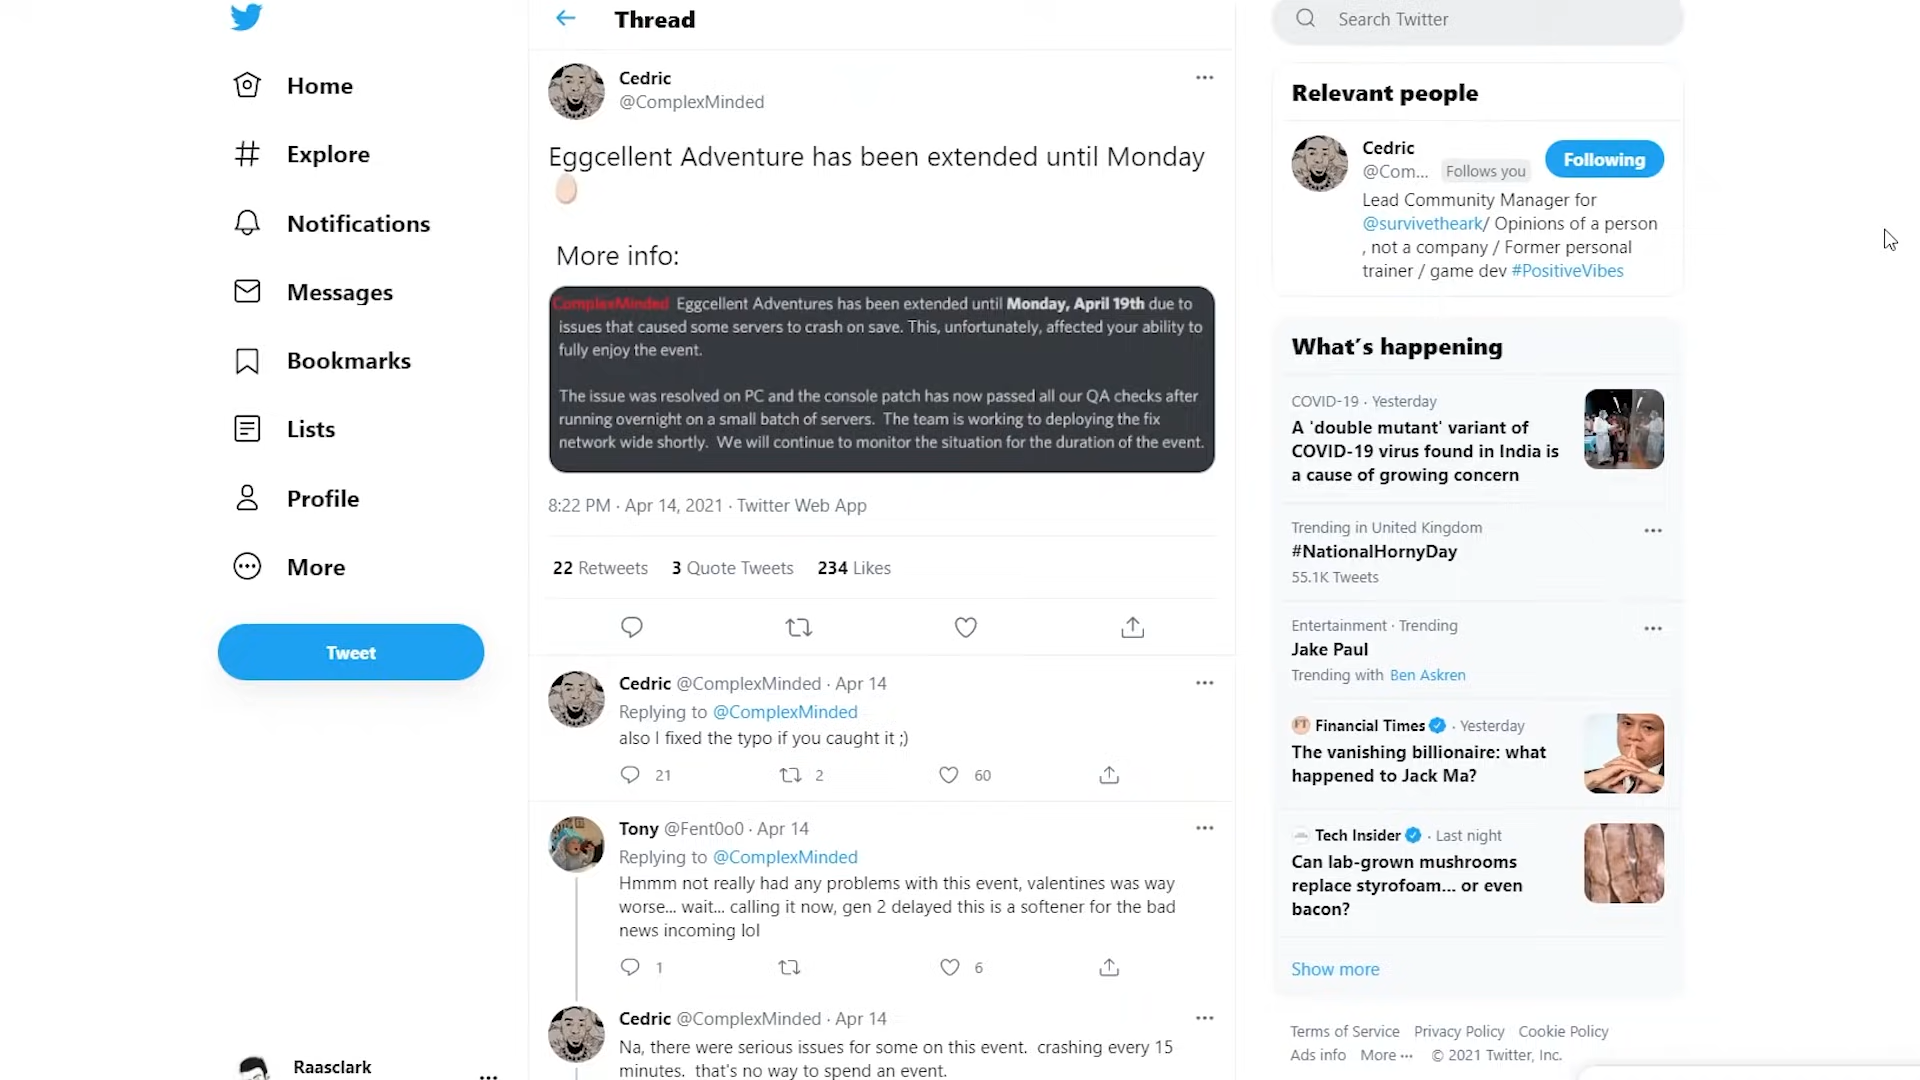 Home
Explore
Notifications
Messages
Bookmarks
Lists
Profile
More
Tweet
Raasclark
Thread
Cedric
@ComplexMinded
Eggcellent Adventure has been extended until Monday
More info:
ComplexMinded Eggcellent Adventures has been extended until Monday, April 19th due to
issues that caused some servers to crash on save. This, unfortunately, affected your ability to
fully enjoy the event.
The issue was resolved on PC and the console patch has now passed all our QA checks after
running overnight on a small batch of servers. The team is working to deploying the fix
network wide shortly. We will continue to monitor the situation for the duration of the event.
8:22 PM · Apr 14, 2021 · Twitter Web App
22 Retweets 3 Quote Tweets 234 Likes
Cedric @ComplexMinded · Apr 14
Replying to @ComplexMinded
also I fixed the typo if you caught it ;)
21 2 60
Tony @Fent0o0 · Apr 14
Replying to @ComplexMinded
Hmmm not really had any problems with this event, valentines was way
worse... wait... calling it now, gen 2 delayed this is a softener for the bad
news incoming lol
1 6
Cedric @ComplexMinded · Apr 14
Na, there were serious issues for some on this event. crashing every 15
minutes. that's no way to spend an event.
Search Twitter
Relevant people
Cedric
@Com... Follows you
Following
Lead Community Manager for
@survivetheark/ Opinions of a person
, not a company / Former personal
trainer / game dev #PositiveVibes
What's happening
COVID-19 · Yesterday
A 'double mutant' variant of
COVID-19 virus found in India is
a cause of growing concern
Trending in United Kingdom
#NationalHornyDay
55.1K Tweets
Entertainment · Trending
Jake Paul
Trending with Ben Askren
FT Financial Times · Yesterday
The vanishing billionaire: what
happened to Jack Ma?
Tech Insider · Last night
Can lab-grown mushrooms
replace styrofoam... or even
bacon?
Show more
Terms of Service Privacy Policy Cookie Policy
Ads info More ··· © 2021 Twitter, Inc.